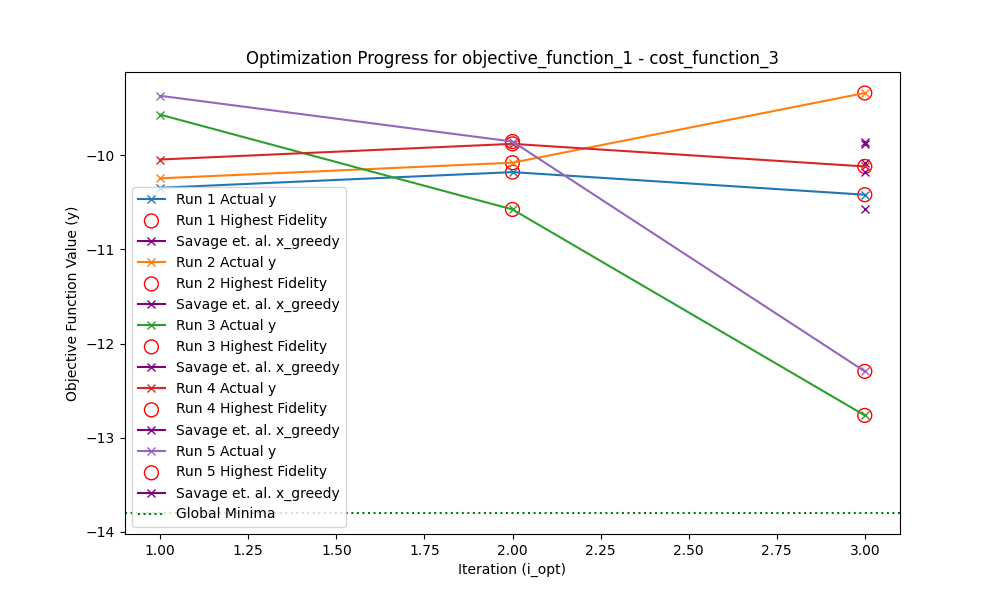 Optimization Progress for objective_function_1 - cost_function_3
Objective Function Value (y)
−10
−11
−12
−13
−14
Run 1 Actual y
Run 1 Highest Fidelity
Savage et. al. x_greedy
Run 2 Actual y
Run 2 Highest Fidelity
Savage et. al. x_greedy
Run 3 Actual y
Run 3 Highest Fidelity
Savage et. al. x_greedy
Run 4 Actual y
Run 4 Highest Fidelity
Savage et. al. x_greedy
Run 5 Actual y
Run 5 Highest Fidelity
Savage et. al. x_greedy
Global Minima
1.00 1.25 1.50 1.75 2.00 2.25 2.50 2.75 3.00
Iteration (i_opt)